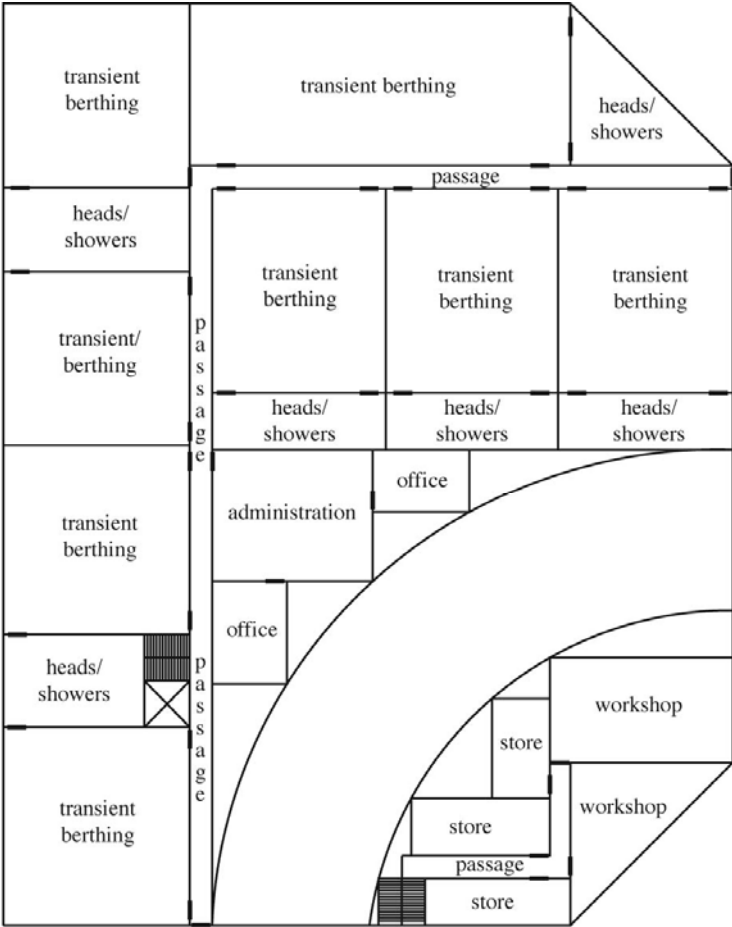 transient
berthing
transient berthing
heads/
showers
passage
heads/
showers
transient
berthing
transient
berthing
transient
berthing
transient/
berthing
passage
heads/
showers
heads/
showers
heads/
showers
administration
office
transient
berthing
office
heads/
showers
passage
workshop
store
transient
berthing
store
workshop
passage
store